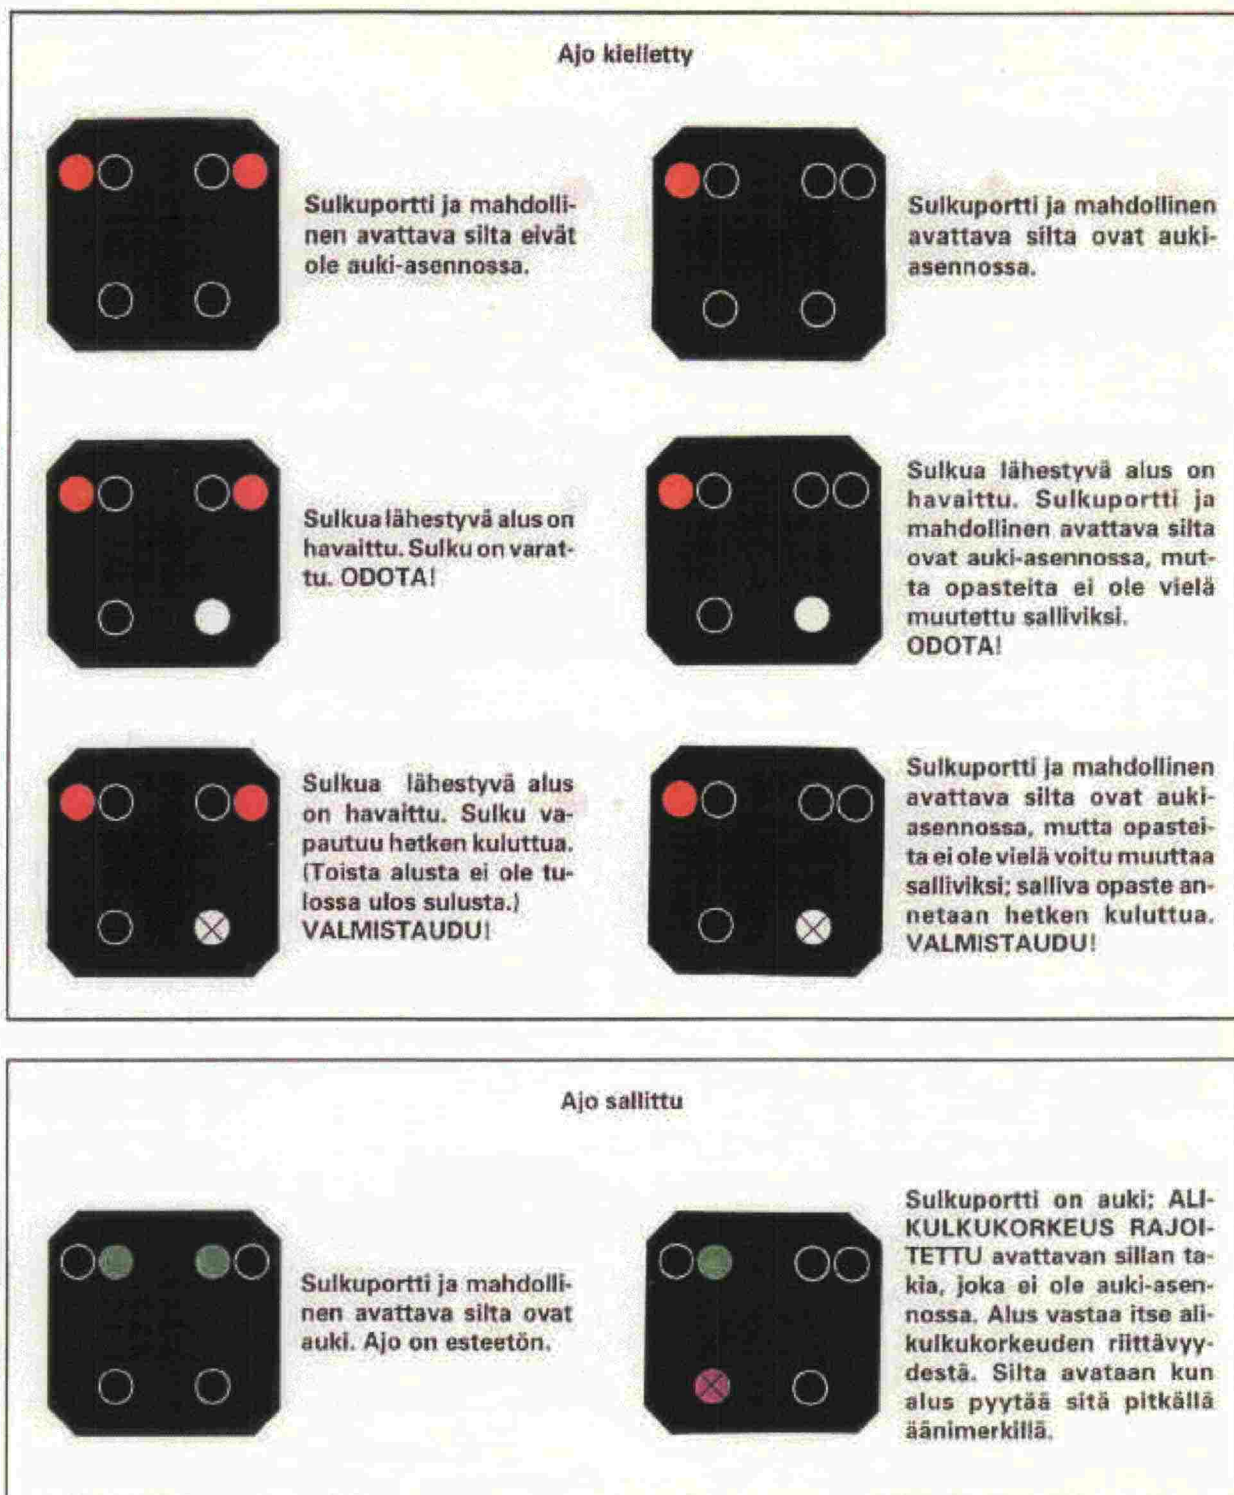 Ajo kielletty
Sulkuportti ja mahdolli-
nen avattava silta eivät
ole auki-asennossa.
Sulkuportti ja mahdollinen
avattava silta ovat auki-
asennossa.
Sulkua lähestyvä alus on
havaittu. Sulku on varat-
tu. ODOTA!
Sulkua lähestyvä alus on
havaittu. Sulkuportti ja
mahdollinen avattava silta
ovat auki-asennossa, mut-
ta opasteita ei ole vielä
muutettu salliviksi.
ODOTA!
Sulkua lähestyvä alus
on havaittu. Sulku va-
pautuu hetken kuluttua.
(Toista alusta ei ole tu-
lossa ulos sulusta.)
VALMISTAUDU!
Sulkuportti ja mahdollinen
avattava silta ovat auki-
asennossa, mutta opastei-
ta ei ole vielä voitu muuttaa
salliviksi; salliva opaste an-
netaan hetken kuluttua.
VALMISTAUDU!
Ajo sallittu
Sulkuportti ja mahdolli-
nen avattava silta ovat
auki. Ajo on esteetön.
Sulkuportti on auki; ALI-
KULKUKORKEUS RAJOI-
TETTU avattavan sillan ta-
kia, joka ei ole auki-asen-
nossa. Alus vastaa itse ali-
kulkukorkeuden riittävyy-
destä. Silta avataan kun
alus pyytää sitä pitkällä
äänimerkillä.